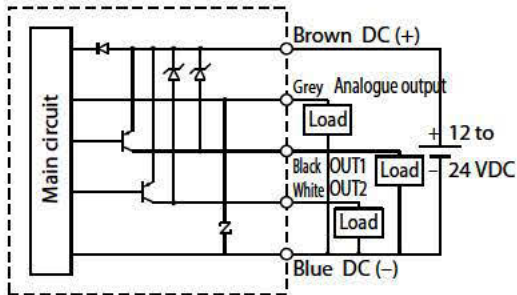 Brown DC (+)
Main circuit
Grey Analogue output
Load
+ 12 to
Black OUT1
Load
– 24 VDC
White OUT2
Load
Blue DC (–)